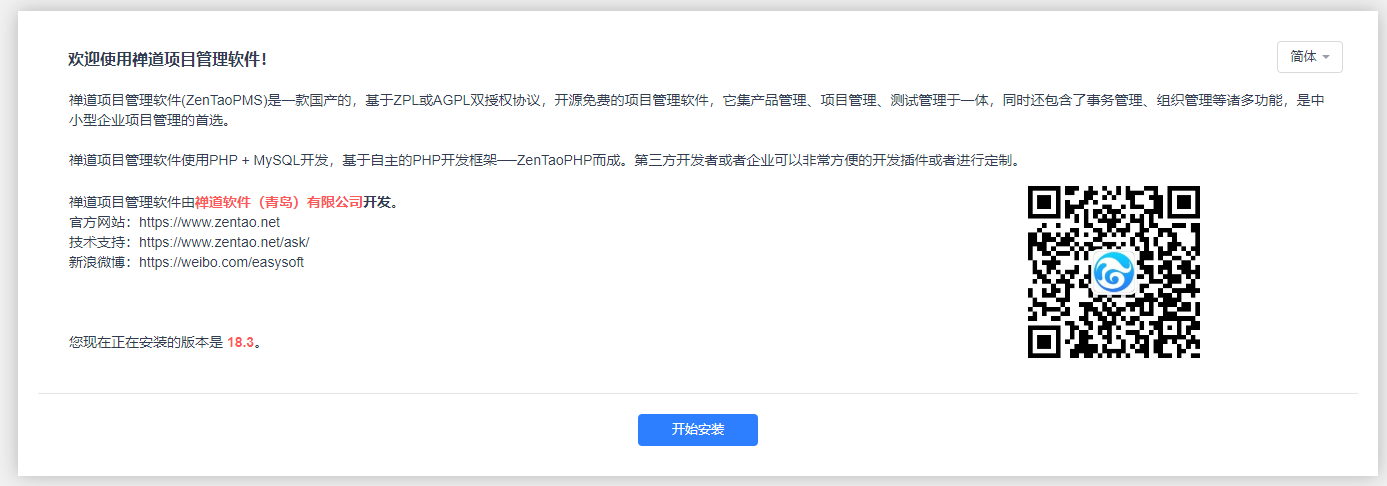 欢迎使用禅道项目管理软件！
简体
禅道项目管理软件(ZenTaoPMS)是一款国产的，基于ZPL或AGPL双授权协议，开源免费的项目管理软件，它集产品管理、项目管理、测试管理于一体，同时还包含了事务管理、组织管理等诸多功能，是中
小型企业项目管理的首选。
禅道项目管理软件使用PHP + MySQL开发，基于自主的PHP开发框架──ZenTaoPHP而成。第三方开发者或者企业可以非常方便的开发插件或者进行定制。
禅道项目管理软件由禅道软件（青岛）有限公司开发。
官方网站：https://www.zentao.net
技术支持：https://www.zentao.net/ask/
新浪微博：https://weibo.com/easysoft
您现在正在安装的版本是 18.3。
开始安装